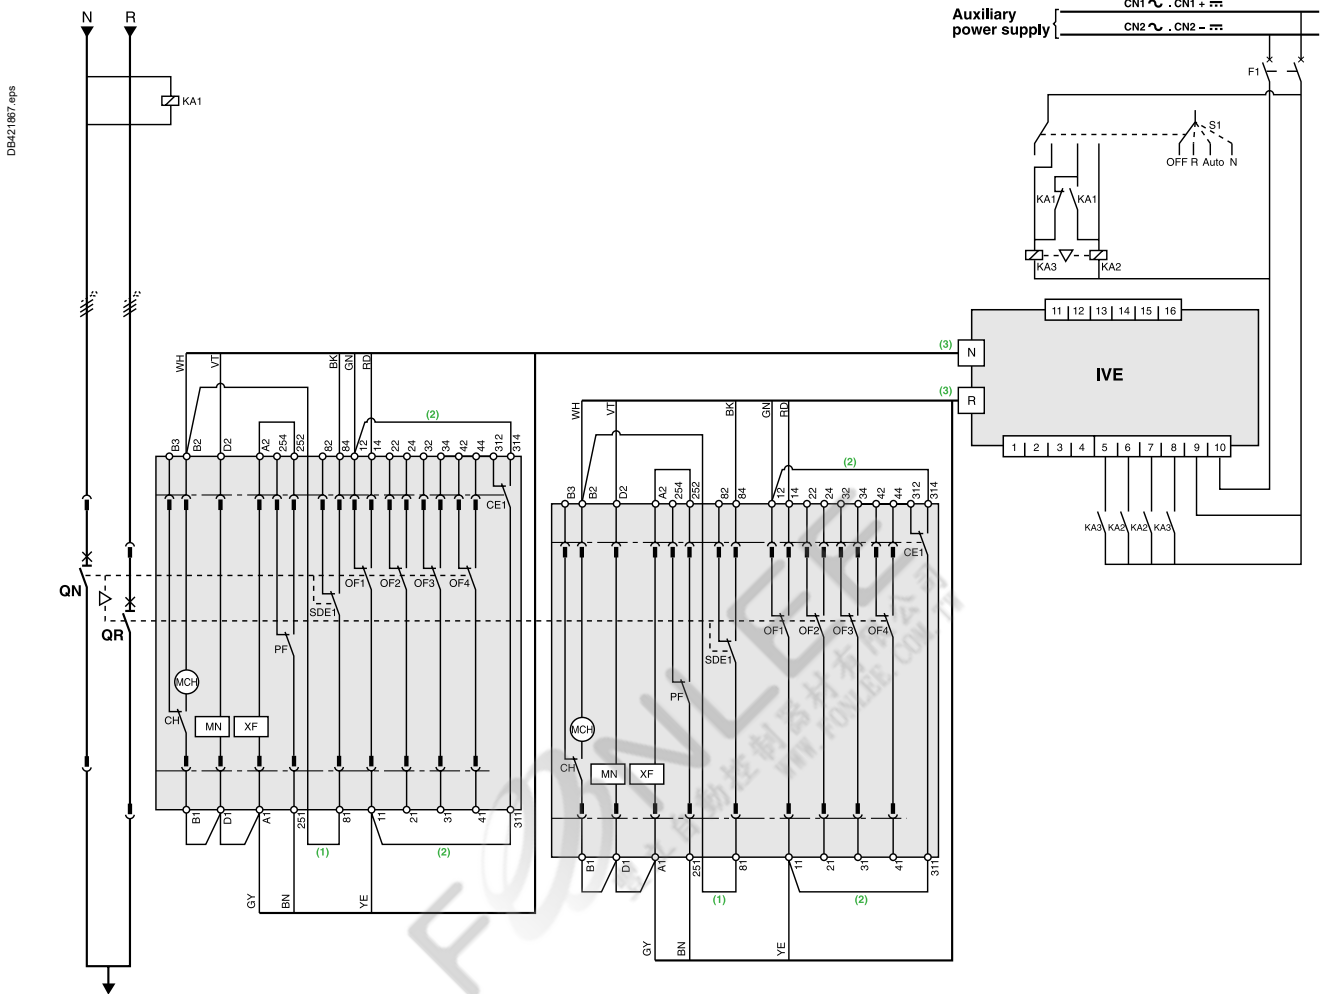 N R
CN1 ∿ . CN1 + ⎓
Auxiliary
power supply
CN2 ∿ . CN2 – ⎓
F1
KA1
DB421867.eps
S1
OFF R Auto N
KA1 KA1
KA3 KA2
11 12 13 14 15 16
(3) N
IVE
(3) R
1 2 3 4 5 6 7 8 9 10
KA3 KA2 KA2 KA3
WH VT BK GN RD
(2)
B3 B2 D2 A2 254 252 82 84 12 14 22 24 32 34 42 44 312 314
CE1
OF1 OF2 OF3 OF4
SDE1
PF
MCH
CH
MN XF
B1 D1 A1 251 81 11 21 31 41 311
(1) (2)
GY BN YE
QN
QR
WH VT BK GN RD
(2)
B3 B2 D2 A2 254 252 82 84 12 14 22 24 32 34 42 44 312 314
CE1
OF1 OF2 OF3 OF4
SDE1
PF
MCH
CH
MN XF
B1 D1 A1 251 81 11 21 31 41 311
(1) (2)
GY BN YE
FONLEE
WWW.FONLEE.COM.TW